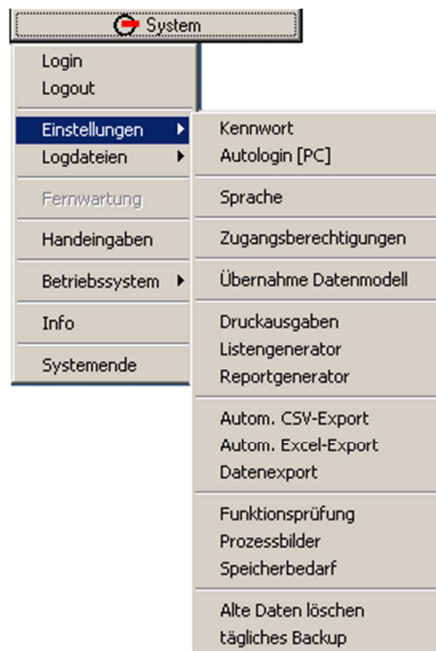 System
Login
Logout
Einstellungen
Logdateien
Fernwartung
Handeingaben
Betriebssystem
Info
Systemende
Kennwort
Autologin [PC]
Sprache
Zugangsberechtigungen
Übernahme Datenmodell
Druckausgaben
Listengenerator
Reportgenerator
Autom. CSV-Export
Autom. Excel-Export
Datenexport
Funktionsprüfung
Prozessbilder
Speicherbedarf
Alte Daten löschen
tägliches Backup